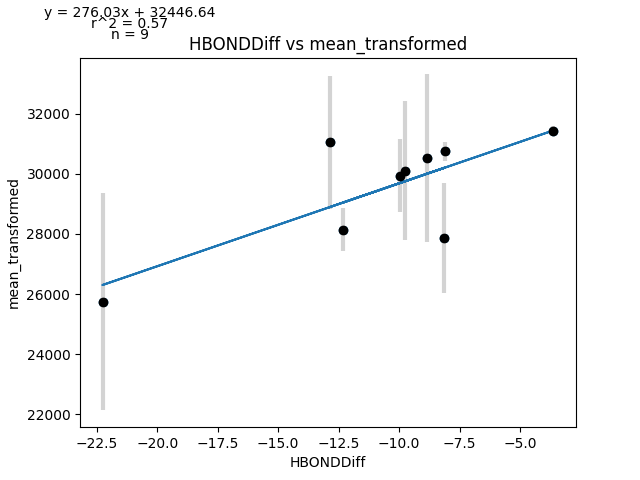 y = 276.03x + 32446.64
r^2 = 0.57
n = 9
HBONDDiff vs mean_transformed
mean_transformed
32000
30000
28000
26000
24000
22000
−22.5 −20.0 −17.5 −15.0 −12.5 −10.0 −7.5 −5.0
HBONDDiff